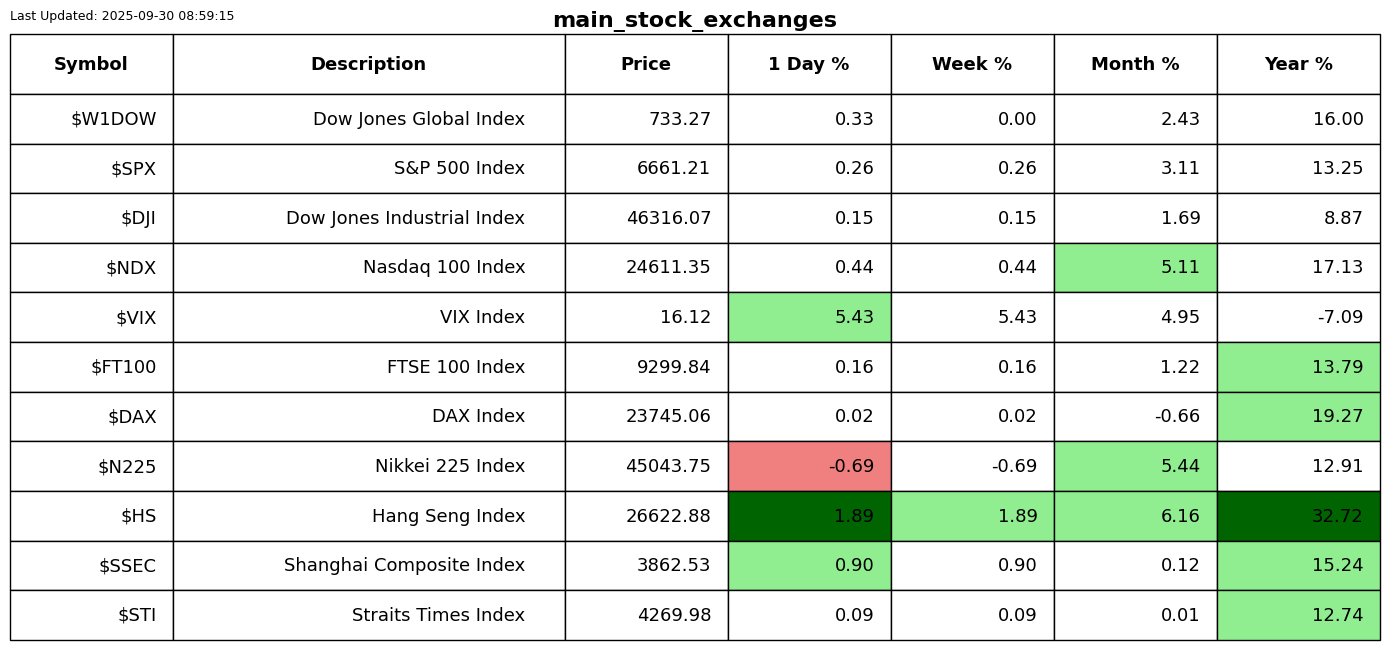 Last Updated: 2025-09-30 08:59:15
main_stock_exchanges
Symbol Description Price 1 Day % Week % Month % Year %
$W1DOW Dow Jones Global Index 733.27 0.33 0.00 2.43 16.00
$SPX S&P 500 Index 6661.21 0.26 0.26 3.11 13.25
$DJI Dow Jones Industrial Index 46316.07 0.15 0.15 1.69 8.87
$NDX Nasdaq 100 Index 24611.35 0.44 0.44 5.11 17.13
$VIX VIX Index 16.12 5.43 5.43 4.95 -7.09
$FT100 FTSE 100 Index 9299.84 0.16 0.16 1.22 13.79
$DAX DAX Index 23745.06 0.02 0.02 -0.66 19.27
$N225 Nikkei 225 Index 45043.75 -0.69 -0.69 5.44 12.91
$HS Hang Seng Index 26622.88 1.89 1.89 6.16 32.72
$SSEC Shanghai Composite Index 3862.53 0.90 0.90 0.12 15.24
$STI Straits Times Index 4269.98 0.09 0.09 0.01 12.74